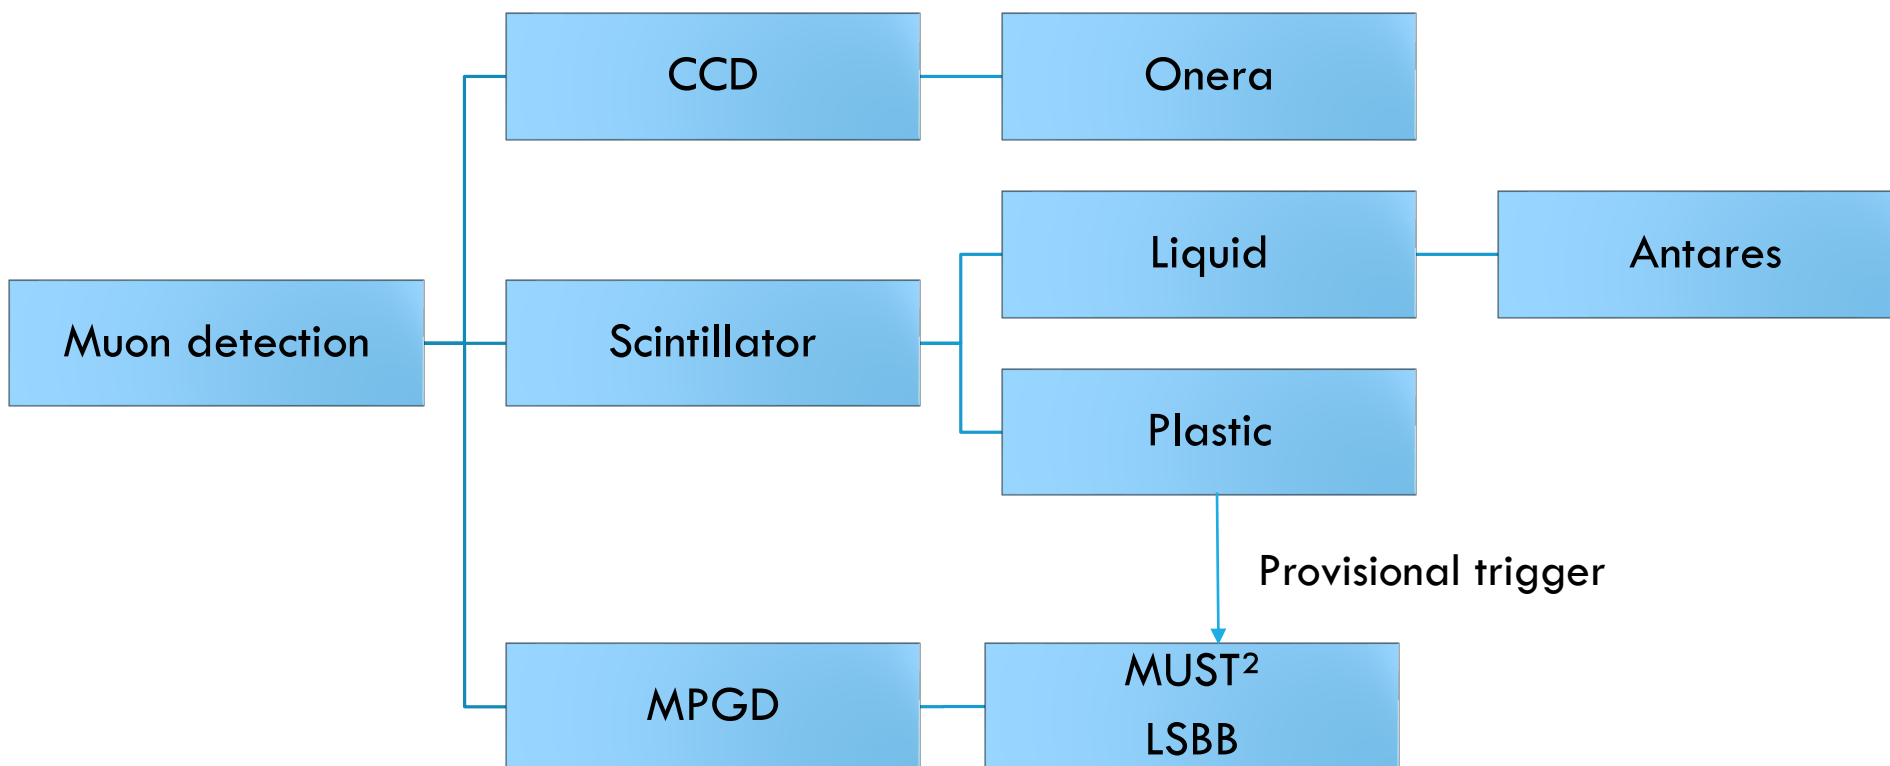 CCD
Onera
Liquid
Antares
Muon detection
Scintillator
Plastic
Provisional trigger
MPGD
MUST²
LSBB